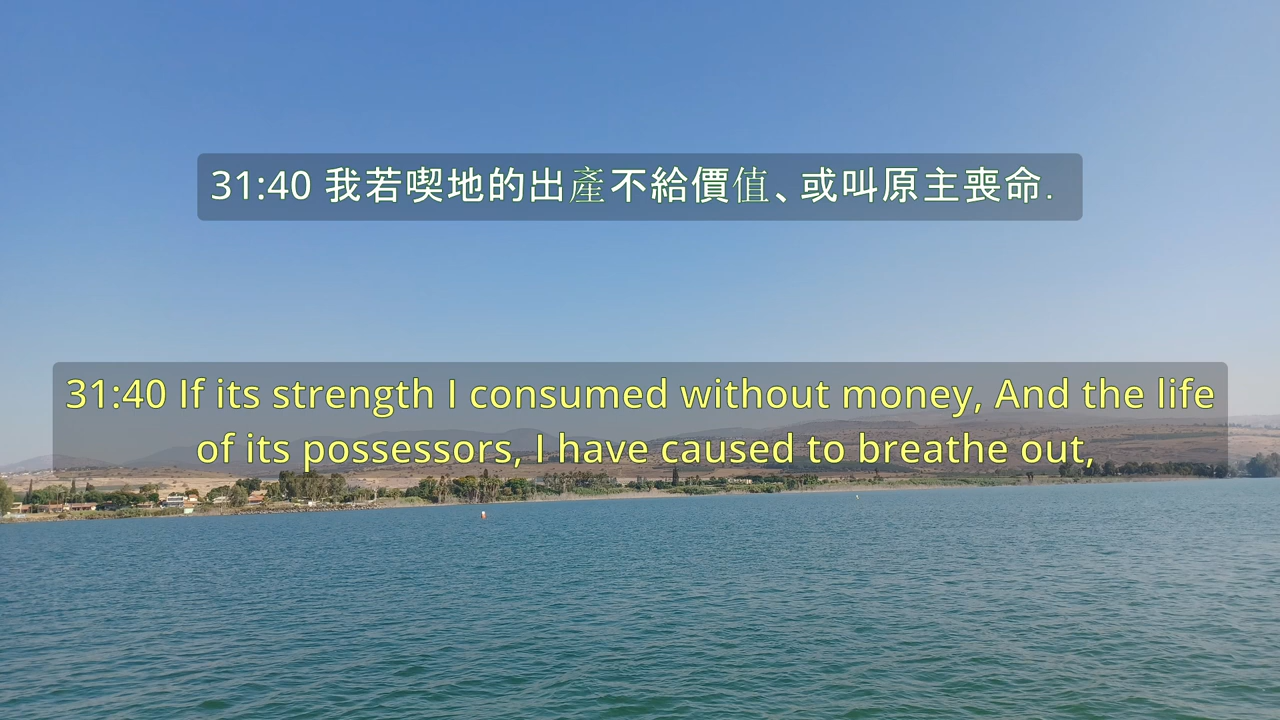 31:40 我若喫地的出產不給價值、或叫原主喪命.
31:40 If its strength I consumed without money, And the life
of its possessors, I have caused to breathe out,